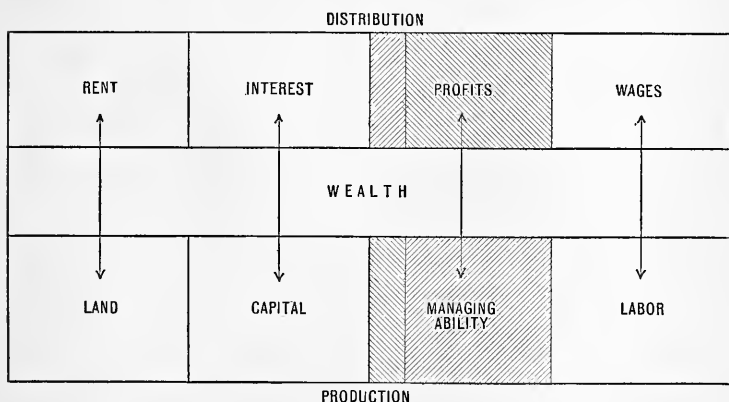 DISTRIBUTION
RENT
INTEREST
PROFITS
WAGES
WEALTH
LAND
CAPITAL
MANAGING
ABILITY
LABOR
PRODUCTION